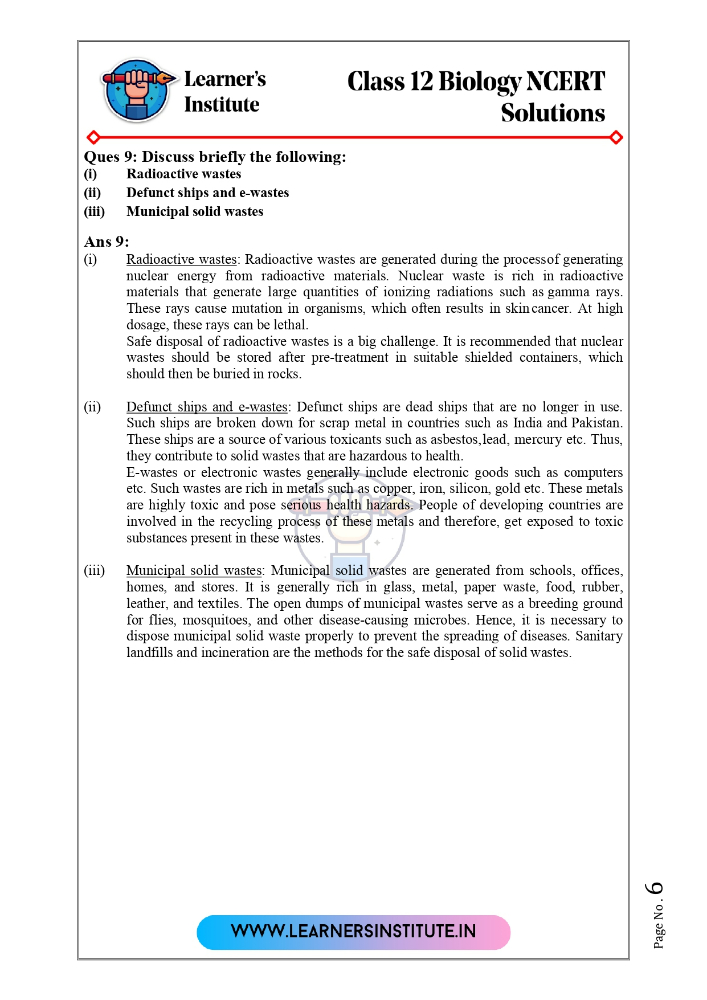 Learner's
Institute
Class 12 Biology NCERT
Solutions
Ques 9: Discuss briefly the following:
(i) Radioactive wastes
(ii) Defunct ships and e-wastes
(iii) Municipal solid wastes
Ans 9:
(i) Radioactive wastes: Radioactive wastes are generated during the processof generating
nuclear energy from radioactive materials. Nuclear waste is rich in radioactive
materials that generate large quantities of ionizing radiations such as gamma rays.
These rays cause mutation in organisms, which often results in skin cancer. At high
dosage, these rays can be lethal.
Safe disposal of radioactive wastes is a big challenge. It is recommended that nuclear
wastes should be stored after pre-treatment in suitable shielded containers, which
should then be buried in rocks.
(ii) Defunct ships and e-wastes: Defunct ships are dead ships that are no longer in use.
Such ships are broken down for scrap metal in countries such as India and Pakistan.
These ships are a source of various toxicants such as asbestos,lead, mercury etc. Thus,
they contribute to solid wastes that are hazardous to health.
E-wastes or electronic wastes generally include electronic goods such as computers
etc. Such wastes are rich in metals such as copper, iron, silicon, gold etc. These metals
are highly toxic and pose serious health hazards. People of developing countries are
involved in the recycling process of these metals and therefore, get exposed to toxic
substances present in these wastes.
(iii) Municipal solid wastes: Municipal solid wastes are generated from schools, offices,
homes, and stores. It is generally rich in glass, metal, paper waste, food, rubber,
leather, and textiles. The open dumps of municipal wastes serve as a breeding ground
for flies, mosquitoes, and other disease-causing microbes. Hence, it is necessary to
dispose municipal solid waste properly to prevent the spreading of diseases. Sanitary
landfills and incineration are the methods for the safe disposal of solid wastes.
Page No. 6
WWW.LEARNERSINSTITUTE.IN